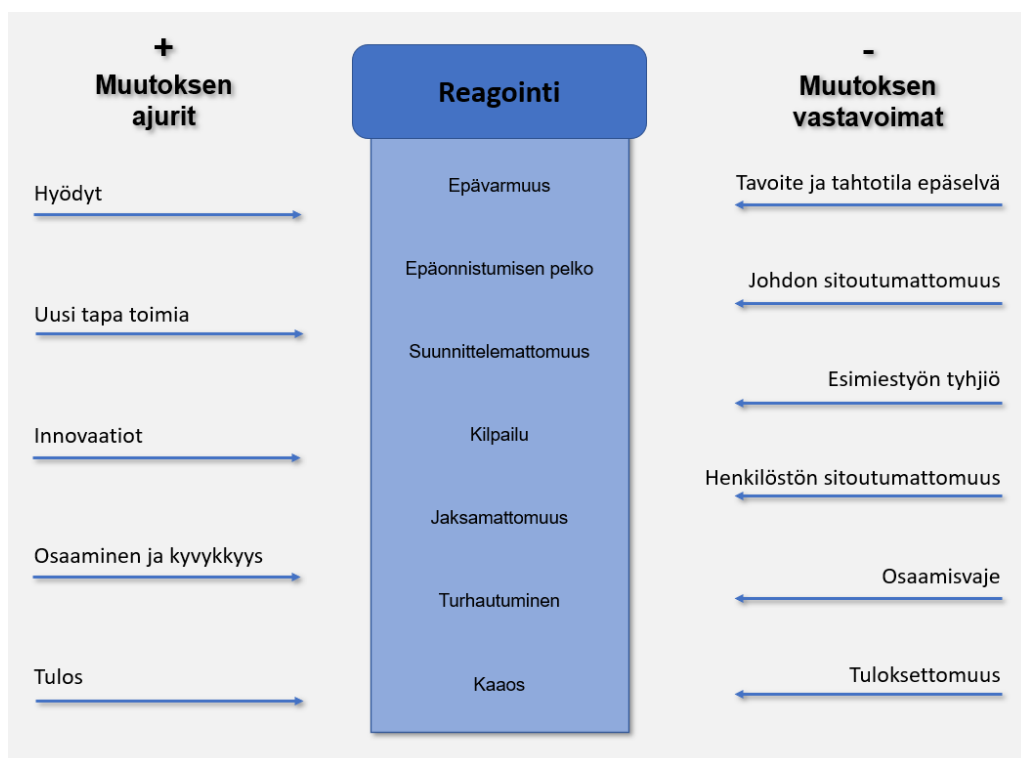 +
Muutoksen
ajurit
Hyödyt
Uusi tapa toimia
Innovaatiot
Osaaminen ja kyvykkyys
Tulos
Reagointi
Epävarmuus
Epäonnistumisen pelko
Suunnittelemattomuus
Kilpailu
Jaksamattomuus
Turhautuminen
Kaaos
-
Muutoksen
vastavoimat
Tavoite ja tahtotila epäselvä
Johdon sitoutumattomuus
Esimiestyön tyhjiö
Henkilöstön sitoutumattomuus
Osaamisvaje
Tuloksettomuus